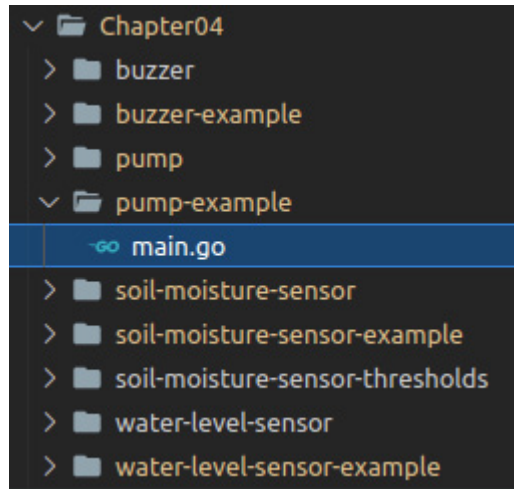 Chapter04
buzzer
buzzer-example
pump
pump-example
GO main.go
soil-moisture-sensor
soil-moisture-sensor-example
soil-moisture-sensor-thresholds
water-level-sensor
water-level-sensor-example